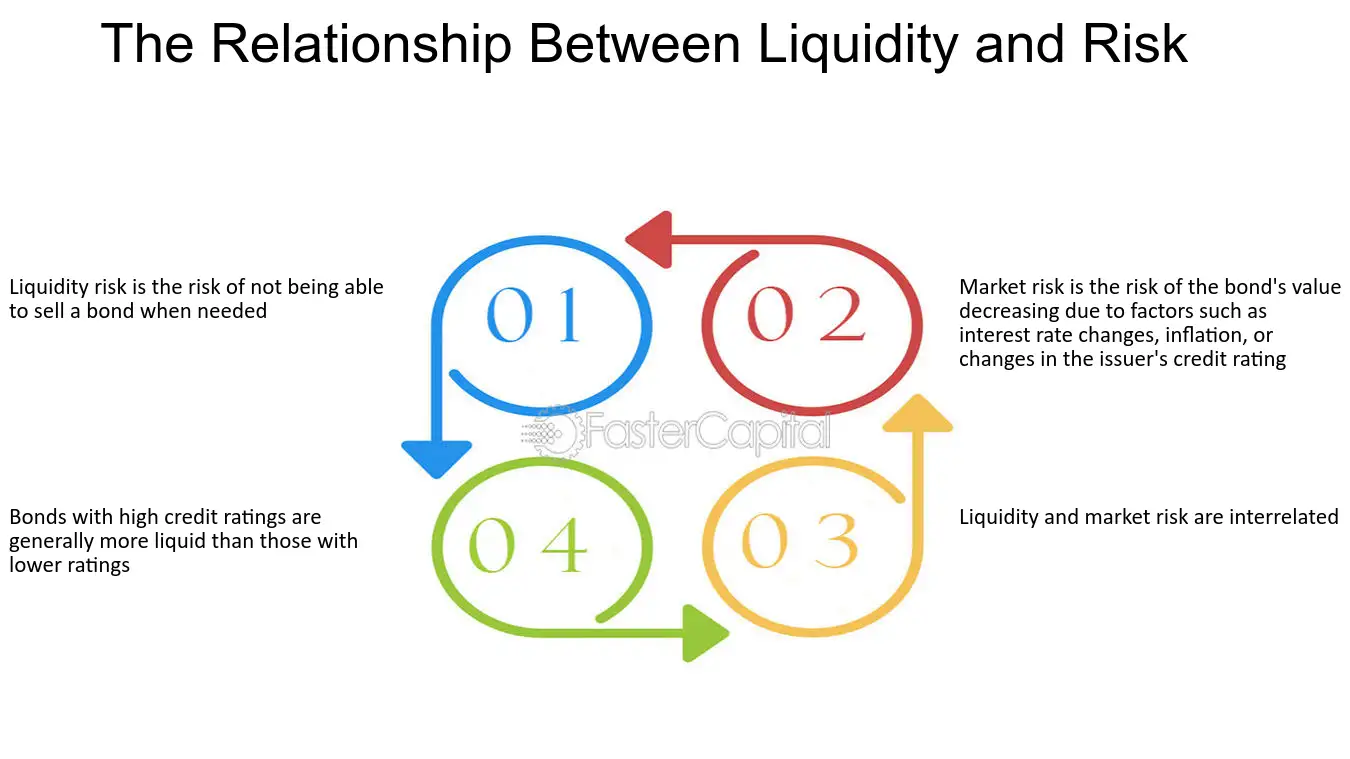 The Relationship Between Liquidity and Risk
01
Liquidity risk is the risk of not being able
to sell a bond when needed
02
Market risk is the risk of the bond's value
decreasing due to factors such as
interest rate changes, inflation, or
changes in the issuer's credit rating
FasterCapital
03
Liquidity and market risk are interrelated
04
Bonds with high credit ratings are
generally more liquid than those with
lower ratings